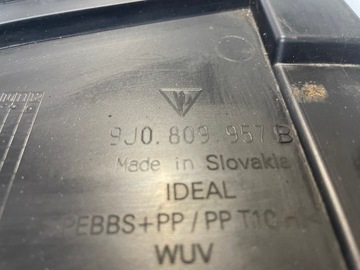 9J0.809.957 B
Made in Slovakia
IDEAL
PEBBS+PP / PP T10
WUV